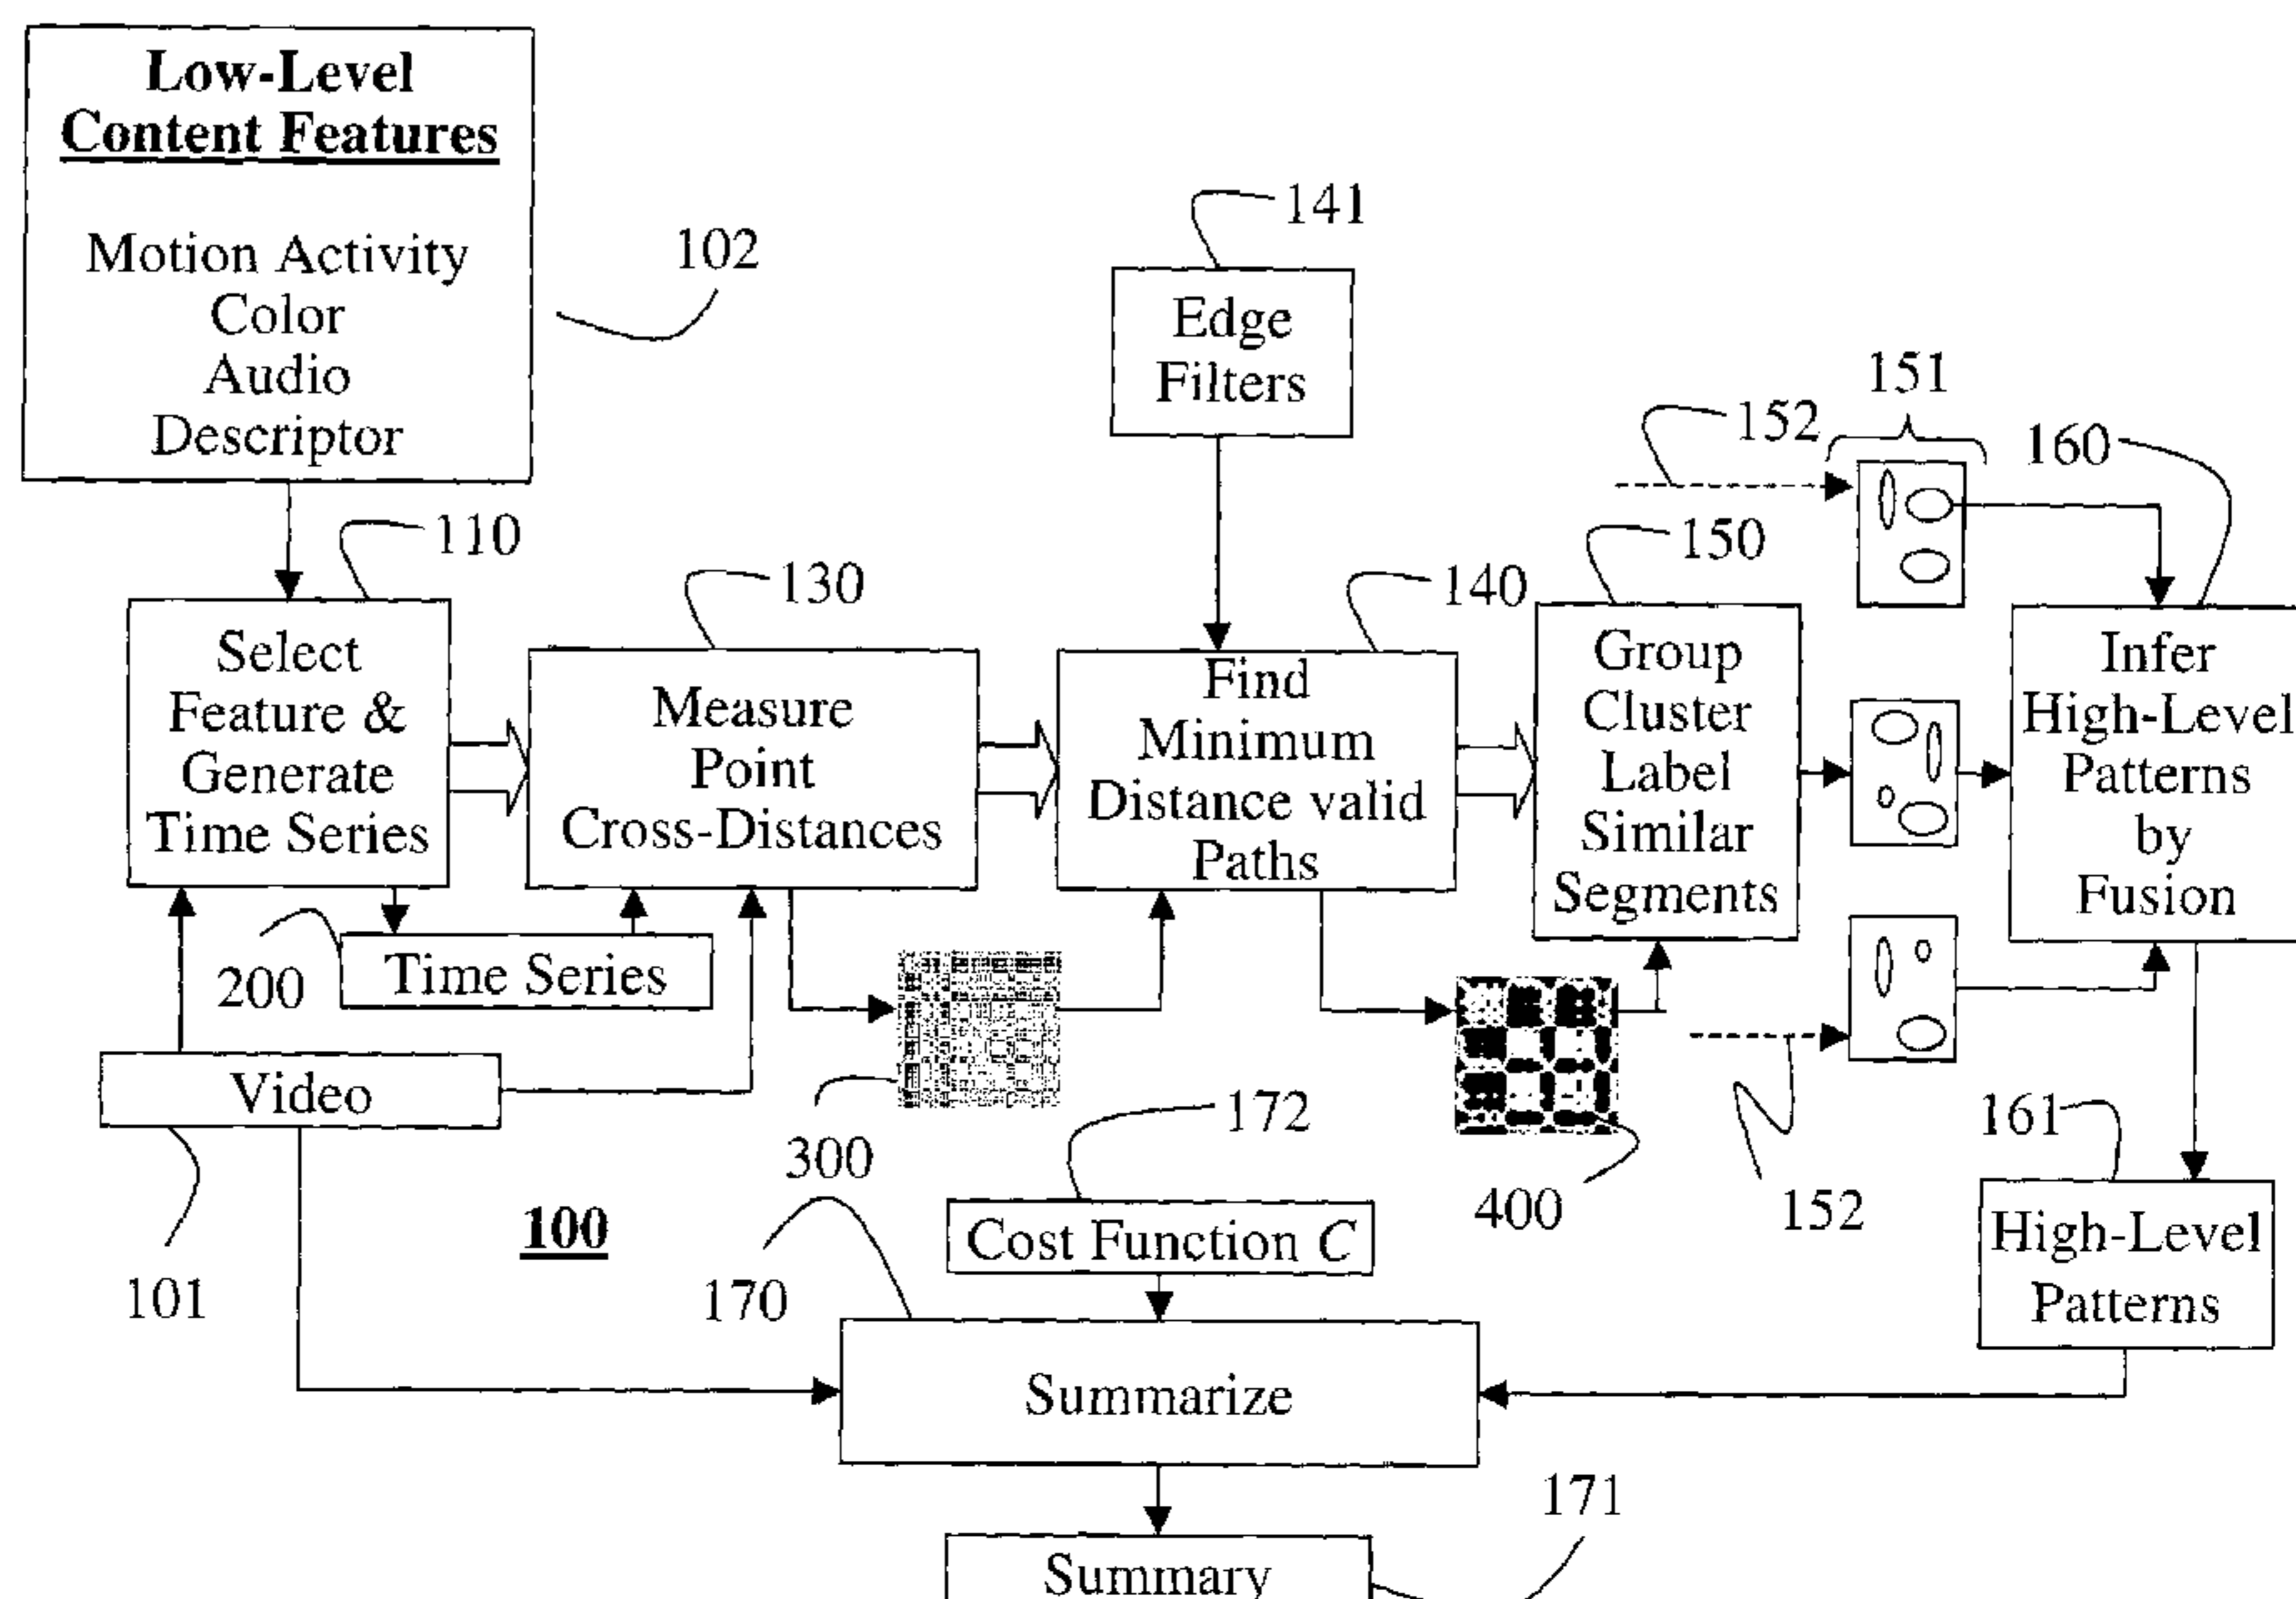 Low-Level
Content Features
Motion Activity
Color
Audio
Descriptor
102
141
Edge
Filters
151
152
160
110
130
140
150
Select
Feature &
Generate
Time Series
Measure
Point
Cross-Distances
Find
Minimum
Distance valid
Paths
Group
Cluster
Label
Similar
Segments
Infer
High-Level
Patterns
by
Fusion
200
Time Series
Video
101
300
100
170
172
Cost Function C
400
152
161
High-Level
Patterns
Summarize
171
Summary